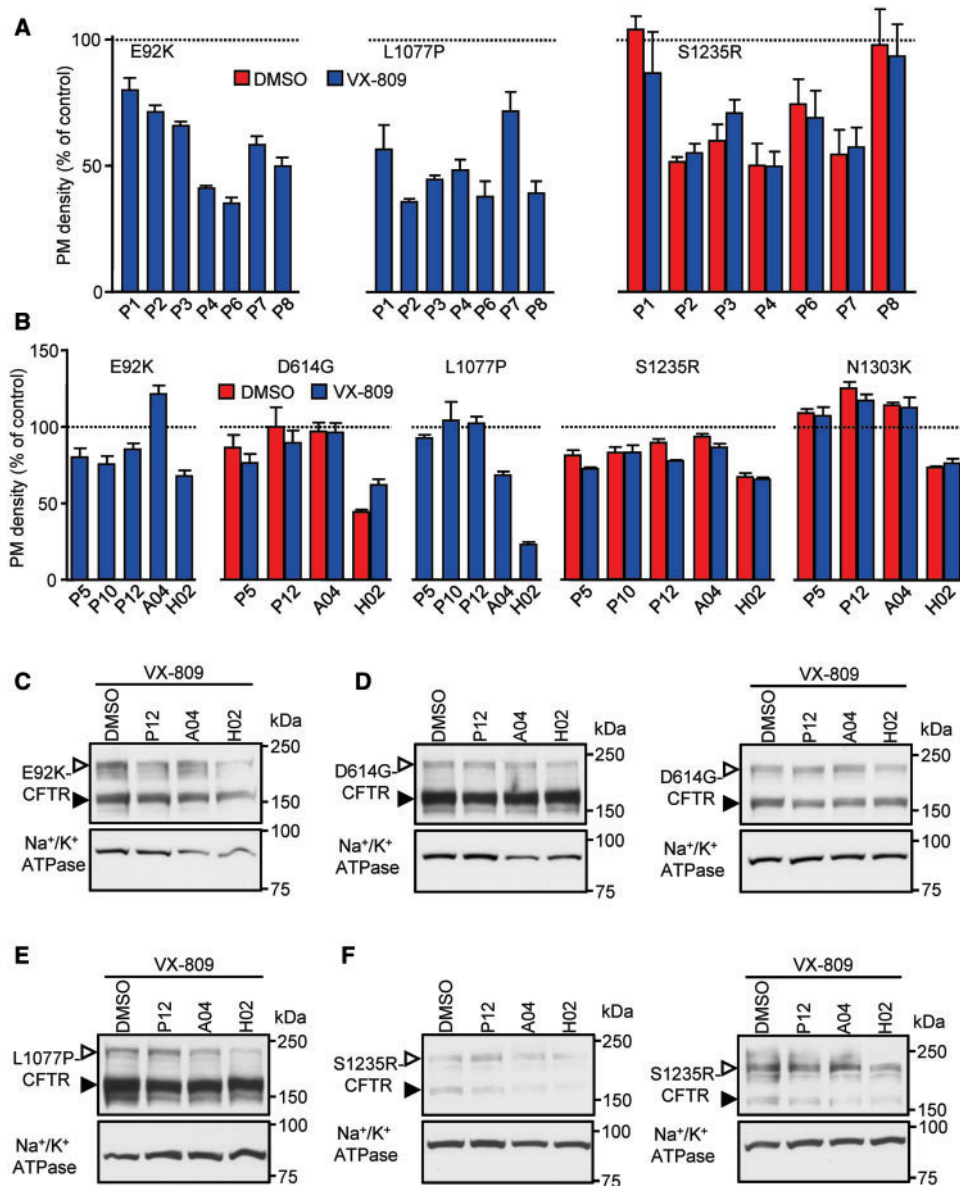 A
E92K
L1077P
S1235R
DMSO VX-809
PM density (% of control)
100
50
0
P1 P2 P3 P4 P6 P7 P8
P1 P2 P3 P4 P6 P7 P8
P1 P2 P3 P4 P6 P7 P8
B
E92K D614G L1077P S1235R N1303K
DMSO VX-809
PM density (% of control)
150
100
50
0
P5 P10 P12 A04 H02
P5 P12 A04 H02
P5 P10 P12 A04 H02
P5 P10 P12 A04 H02
P5 P12 A04 H02
C
VX-809
DMSO P12 A04 H02
kDa
250
E92K-
CFTR
150
100
Na⁺/K⁺
ATPase
75
D
DMSO P12 A04 H02
kDa
250
D614G-
CFTR
150
100
Na⁺/K⁺
ATPase
75
VX-809
DMSO P12 A04 H02
kDa
250
D614G-
CFTR
150
100
Na⁺/K⁺
ATPase
75
E
VX-809
DMSO P12 A04 H02
kDa
250
L1077P-
CFTR
150
100
Na⁺/K⁺
ATPase
75
F
DMSO P12 A04 H02
kDa
250
S1235R-
CFTR
150
100
Na⁺/K⁺
ATPase
75
VX-809
DMSO P12 A04 H02
kDa
250
S1235R-
CFTR
150
100
Na⁺/K⁺
ATPase
75